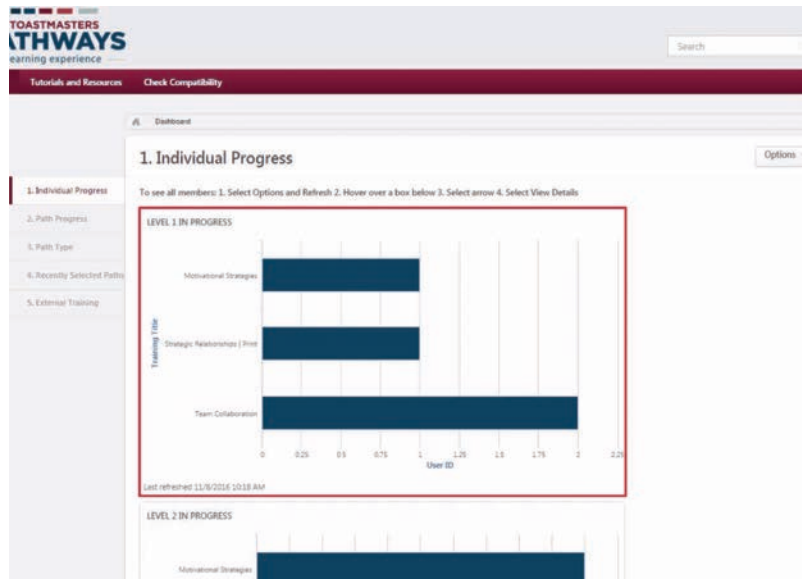 TOASTMASTERS
ATHWAYS
earning experience
Search
Tutorials and Resources Check Compatibility
Dashboard
1. Individual Progress
Options
1. Individual Progress
2. Path Progress
3. Path Type
4. Recently Selected Paths
5. External Training
To see all members: 1. Select Options and Refresh 2. Hover over a box below 3. Select arrow 4. Select View Details
LEVEL 1 IN PROGRESS
Motivational Strategies
Strategic Relationships | Print
Team Collaboration
Training Title
0 0.25 0.5 0.75 1 1.25 1.5 1.75 2 2.25
User ID
Last refreshed 11/8/2016 10:18 AM
LEVEL 2 IN PROGRESS
Motivational Strategies